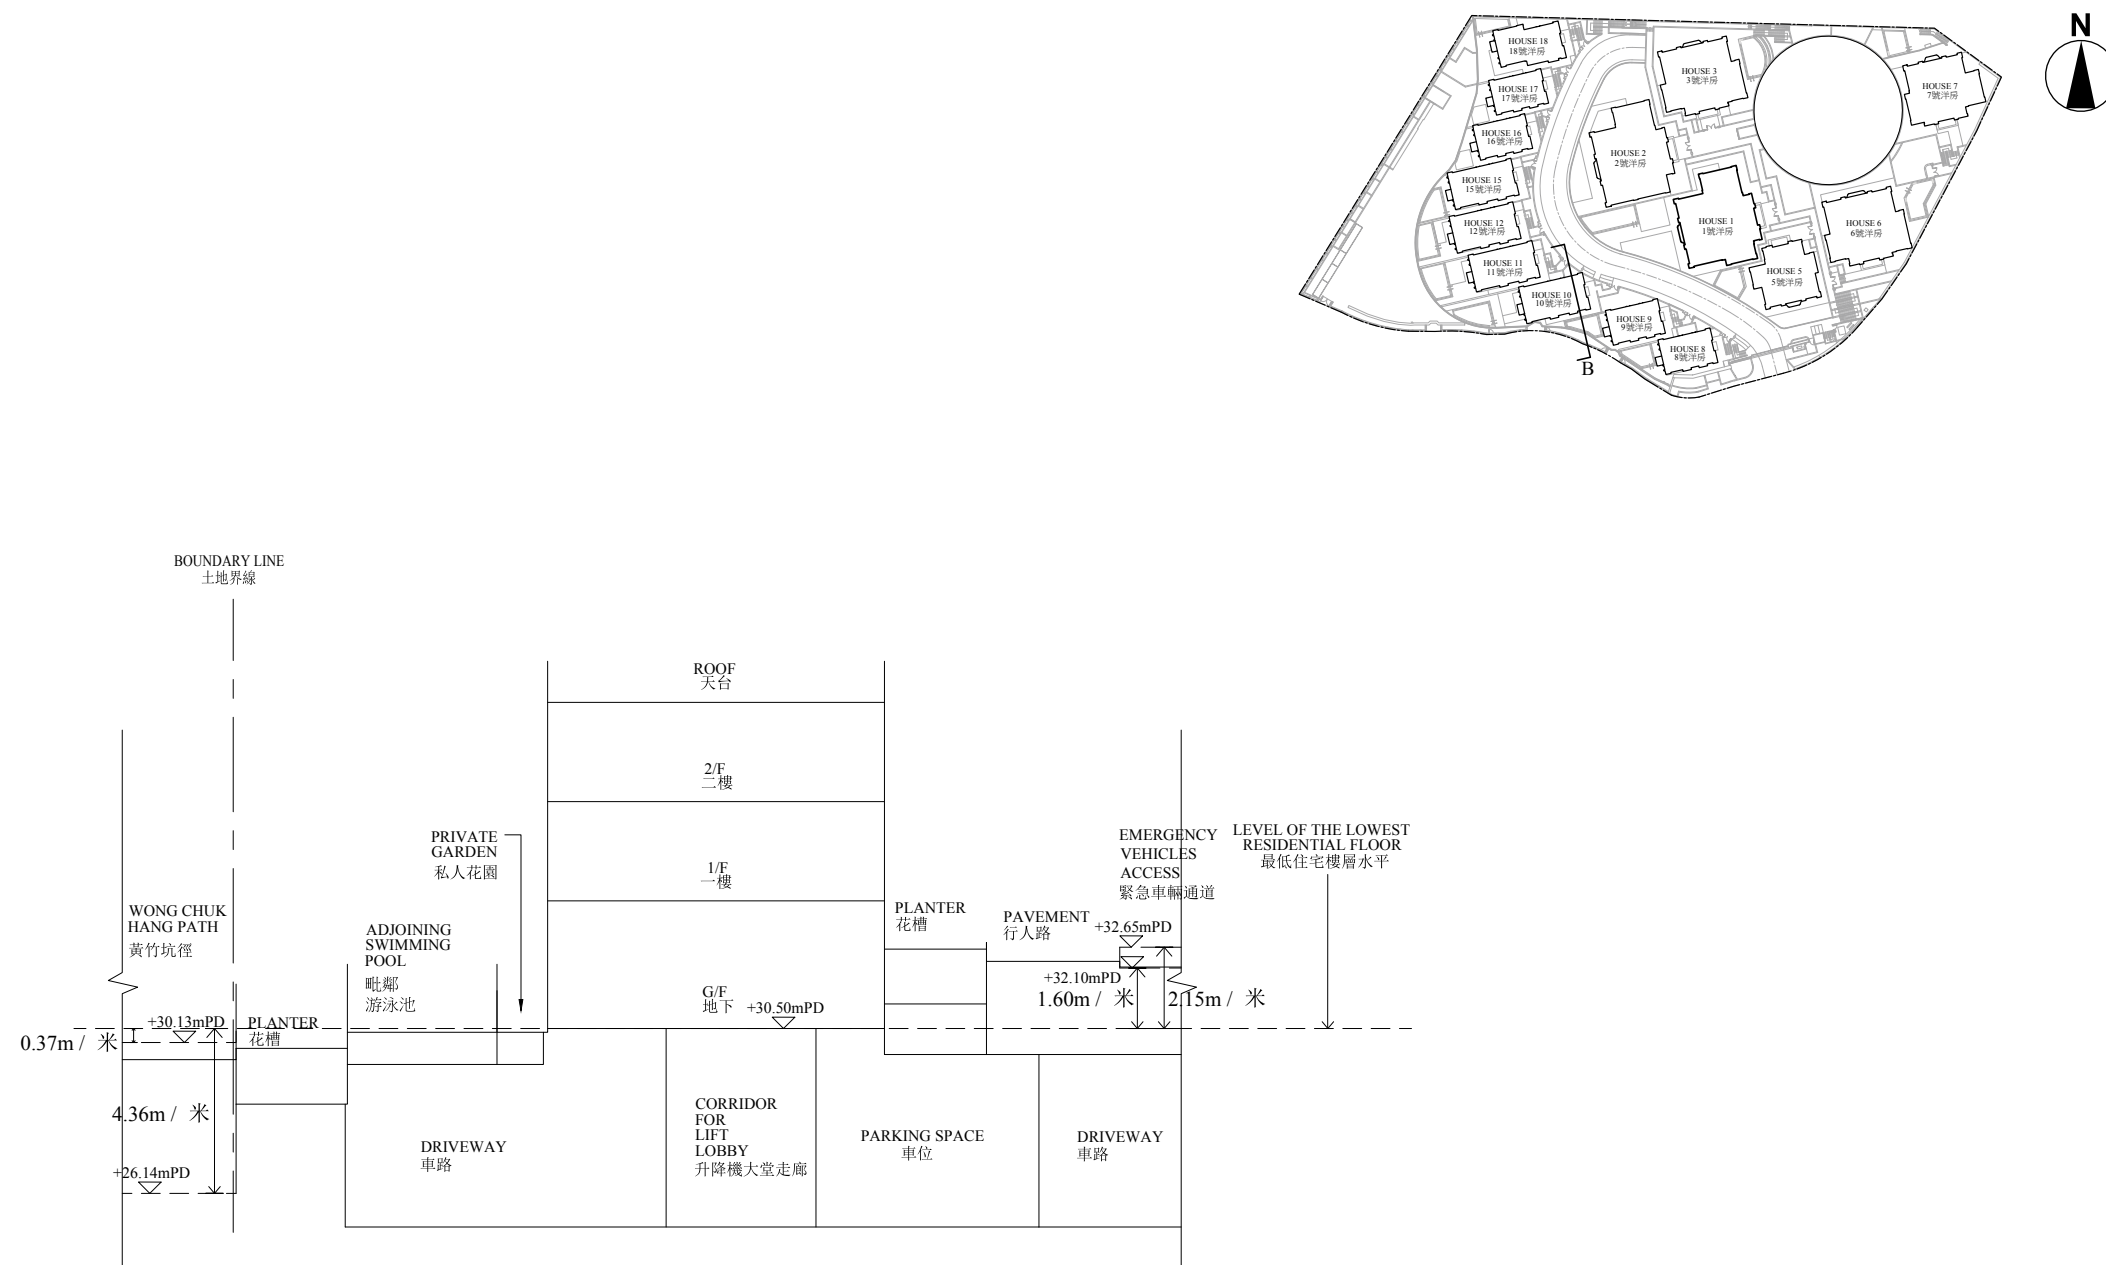 N
HOUSE 18
18號洋房
HOUSE 17
17號洋房
HOUSE 16
16號洋房
HOUSE 15
15號洋房
HOUSE 12
12號洋房
HOUSE 11
11號洋房
HOUSE 10
10號洋房
HOUSE 3
3號洋房
HOUSE 2
2號洋房
HOUSE 1
1號洋房
HOUSE 7
7號洋房
HOUSE 6
6號洋房
HOUSE 5
5號洋房
HOUSE 9
9號洋房
HOUSE 8
8號洋房
B
BOUNDARY LINE
土地界線
ROOF
天台
2/F
二樓
1/F
一樓
G/F
地下
+30.50mPD
PRIVATE
GARDEN
私人花園
WONG CHUK
HANG PATH
黃竹坑徑
ADJOINING
SWIMMING
POOL
毗鄰
游泳池
PLANTER
花槽
PAVEMENT
行人路
EMERGENCY
VEHICLES
ACCESS
緊急車輛通道
LEVEL OF THE LOWEST
RESIDENTIAL FLOOR
最低住宅樓層水平
+32.65mPD
+32.10mPD
1.60m / 米
2.15m / 米
+30.13mPD
PLANTER
花槽
0.37m / 米
4.36m / 米
+26.14mPD
DRIVEWAY
車路
CORRIDOR
FOR
LIFT
LOBBY
升降機大堂走廊
PARKING SPACE
車位
DRIVEWAY
車路